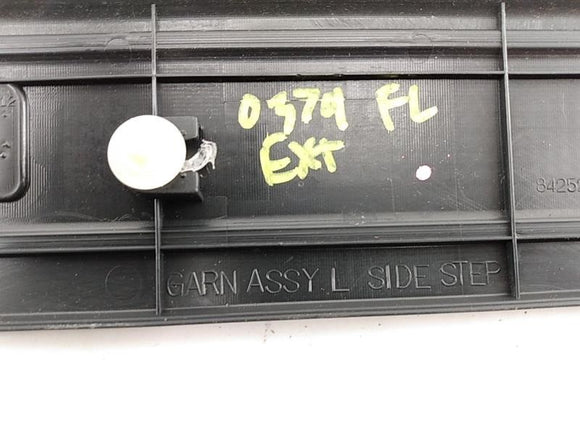 0379 FL
EXT
GARN ASSY. L SIDE STEP